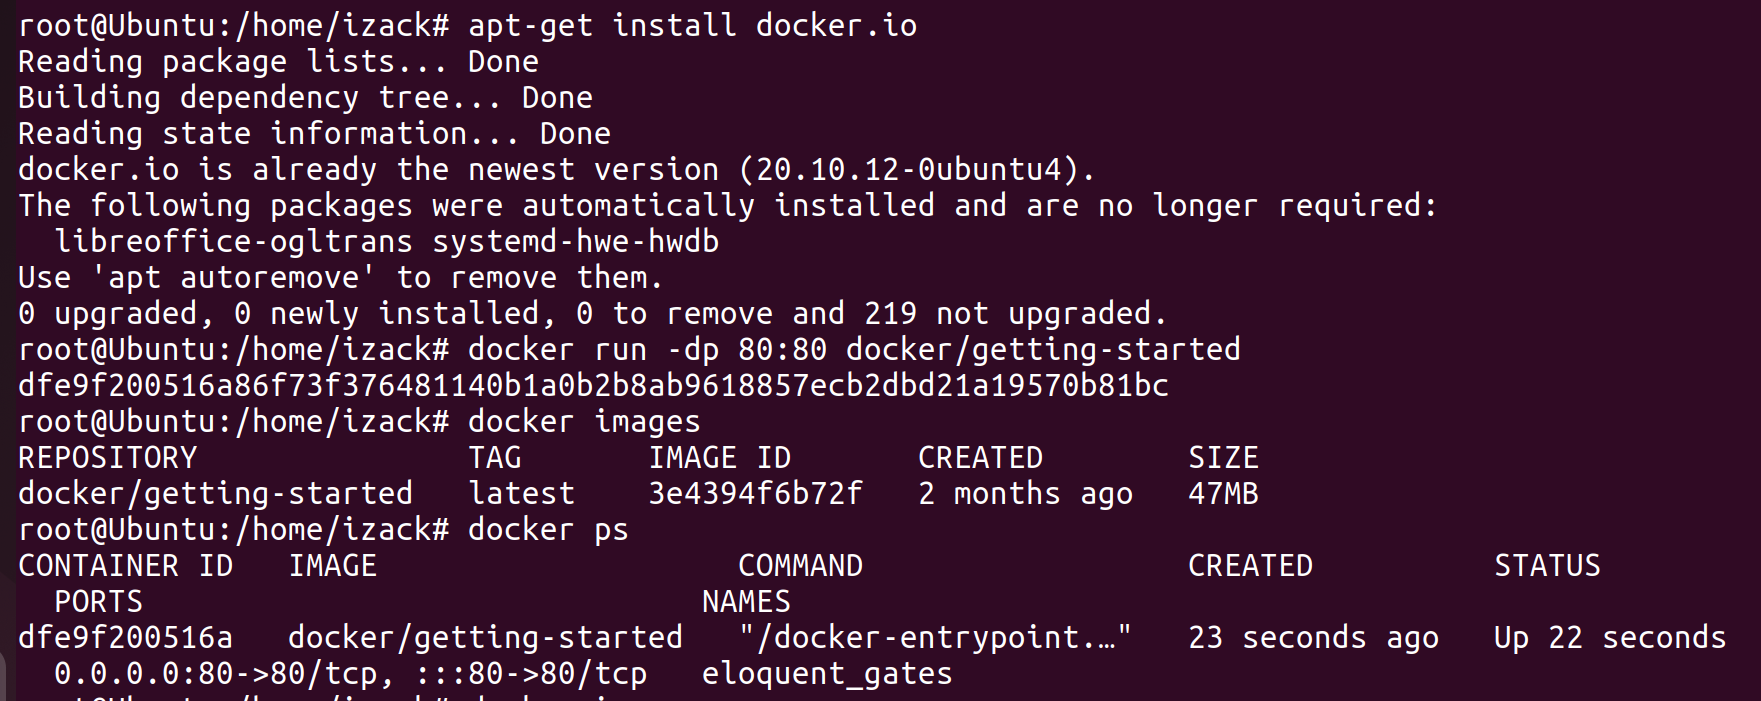 root@Ubuntu:/home/izack# apt-get install docker.io
Reading package lists... Done
Building dependency tree... Done
Reading state information... Done
docker.io is already the newest version (20.10.12-0ubuntu4).
The following packages were automatically installed and are no longer required:
  libreoffice-ogltrans systemd-hwe-hwdb
Use 'apt autoremove' to remove them.
0 upgraded, 0 newly installed, 0 to remove and 219 not upgraded.
root@Ubuntu:/home/izack# docker run -dp 80:80 docker/getting-started
dfe9f200516a86f73f376481140b1a0b2b8ab9618857ecb2dbd21a19570b81bc
root@Ubuntu:/home/izack# docker images
REPOSITORY               TAG       IMAGE ID       CREATED        SIZE
docker/getting-started   latest    3e4394f6b72f   2 months ago   47MB
root@Ubuntu:/home/izack# docker ps
CONTAINER ID   IMAGE                    COMMAND                  CREATED          STATUS
  PORTS                               NAMES
dfe9f200516a   docker/getting-started   "/docker-entrypoint.…"   23 seconds ago   Up 22 seconds
  0.0.0.0:80->80/tcp, :::80->80/tcp   eloquent_gates